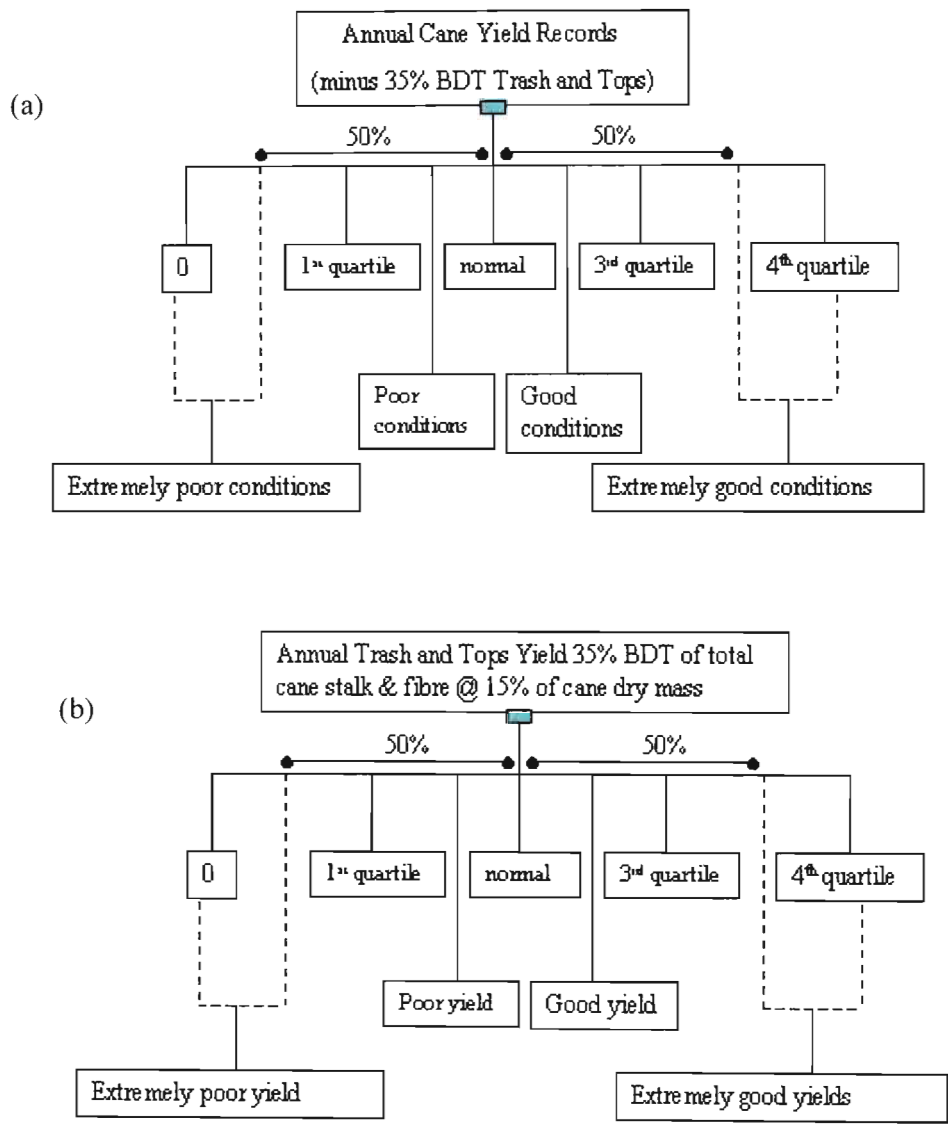 (a)
Annual Cane Yield Records
(minus 35% BDT Trash and Tops)
50%
50%
0
1st quartile
normal
3rd quartile
4th quartile
Poor
conditions
Good
conditions
Extremely poor conditions
Extremely good conditions
(b)
Annual Trash and Tops Yield 35% BDT of total
cane stalk & fibre @ 15% of cane dry mass
50%
50%
0
1st quartile
normal
3rd quartile
4th quartile
Poor yield
Good yield
Extremely poor yield
Extremely good yields